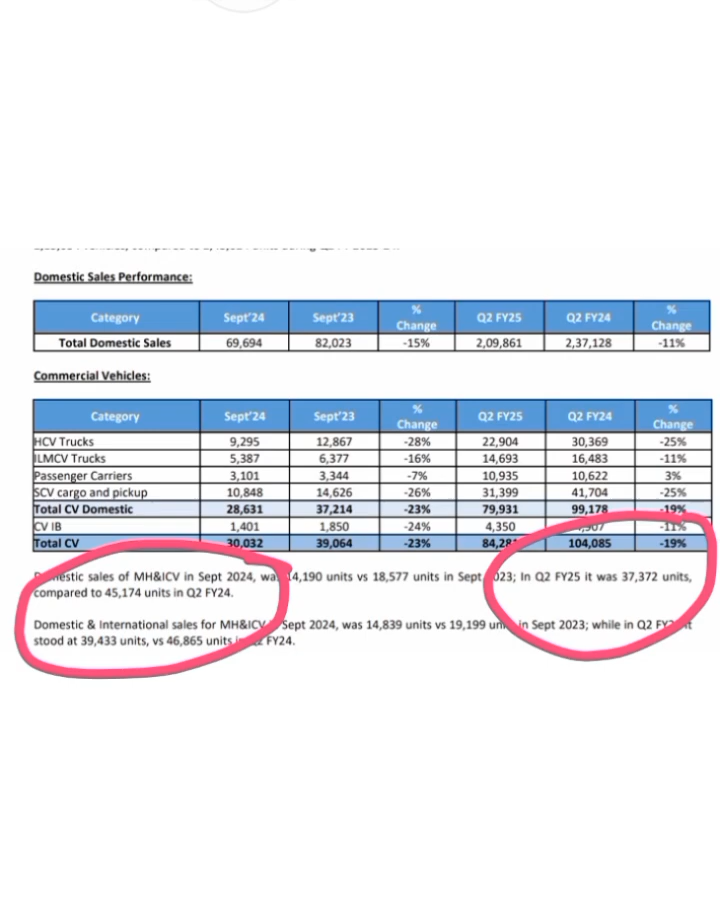 Domestic Sales Performance:
Category Sept'24 Sept'23 % Change Q2 FY25 Q2 FY24 % Change
Total Domestic Sales 69,694 82,023 -15% 2,09,861 2,37,128 -11%
Commercial Vehicles:
Category Sept'24 Sept'23 % Change Q2 FY25 Q2 FY24 % Change
HCV Trucks 9,295 12,867 -28% 22,904 30,369 -25%
ILMCV Trucks 5,387 6,377 -16% 14,693 16,483 -11%
Passenger Carriers 3,101 3,344 -7% 10,935 10,622 3%
SCV cargo and pickup 10,848 14,626 -26% 31,399 41,704 -25%
Total CV Domestic 28,631 37,214 -23% 79,931 99,178 -19%
CV IB 1,401 1,850 -24% 4,350 -11%
Total CV 30,032 39,064 -23% 104,085 -19%
sales of MH&ICV in Sept 2024, 14,190 units vs 18,577 units in Sept In Q2 FY25 it was 37,372 units,
compared to 45,174 units in Q2 FY24.
Domestic & International sales for MH&ICV Sept 2024, was 14,839 units vs 19,199 in Sept 2023; while in Q2
stood at 39,433 units, vs 46,865 units FY24.